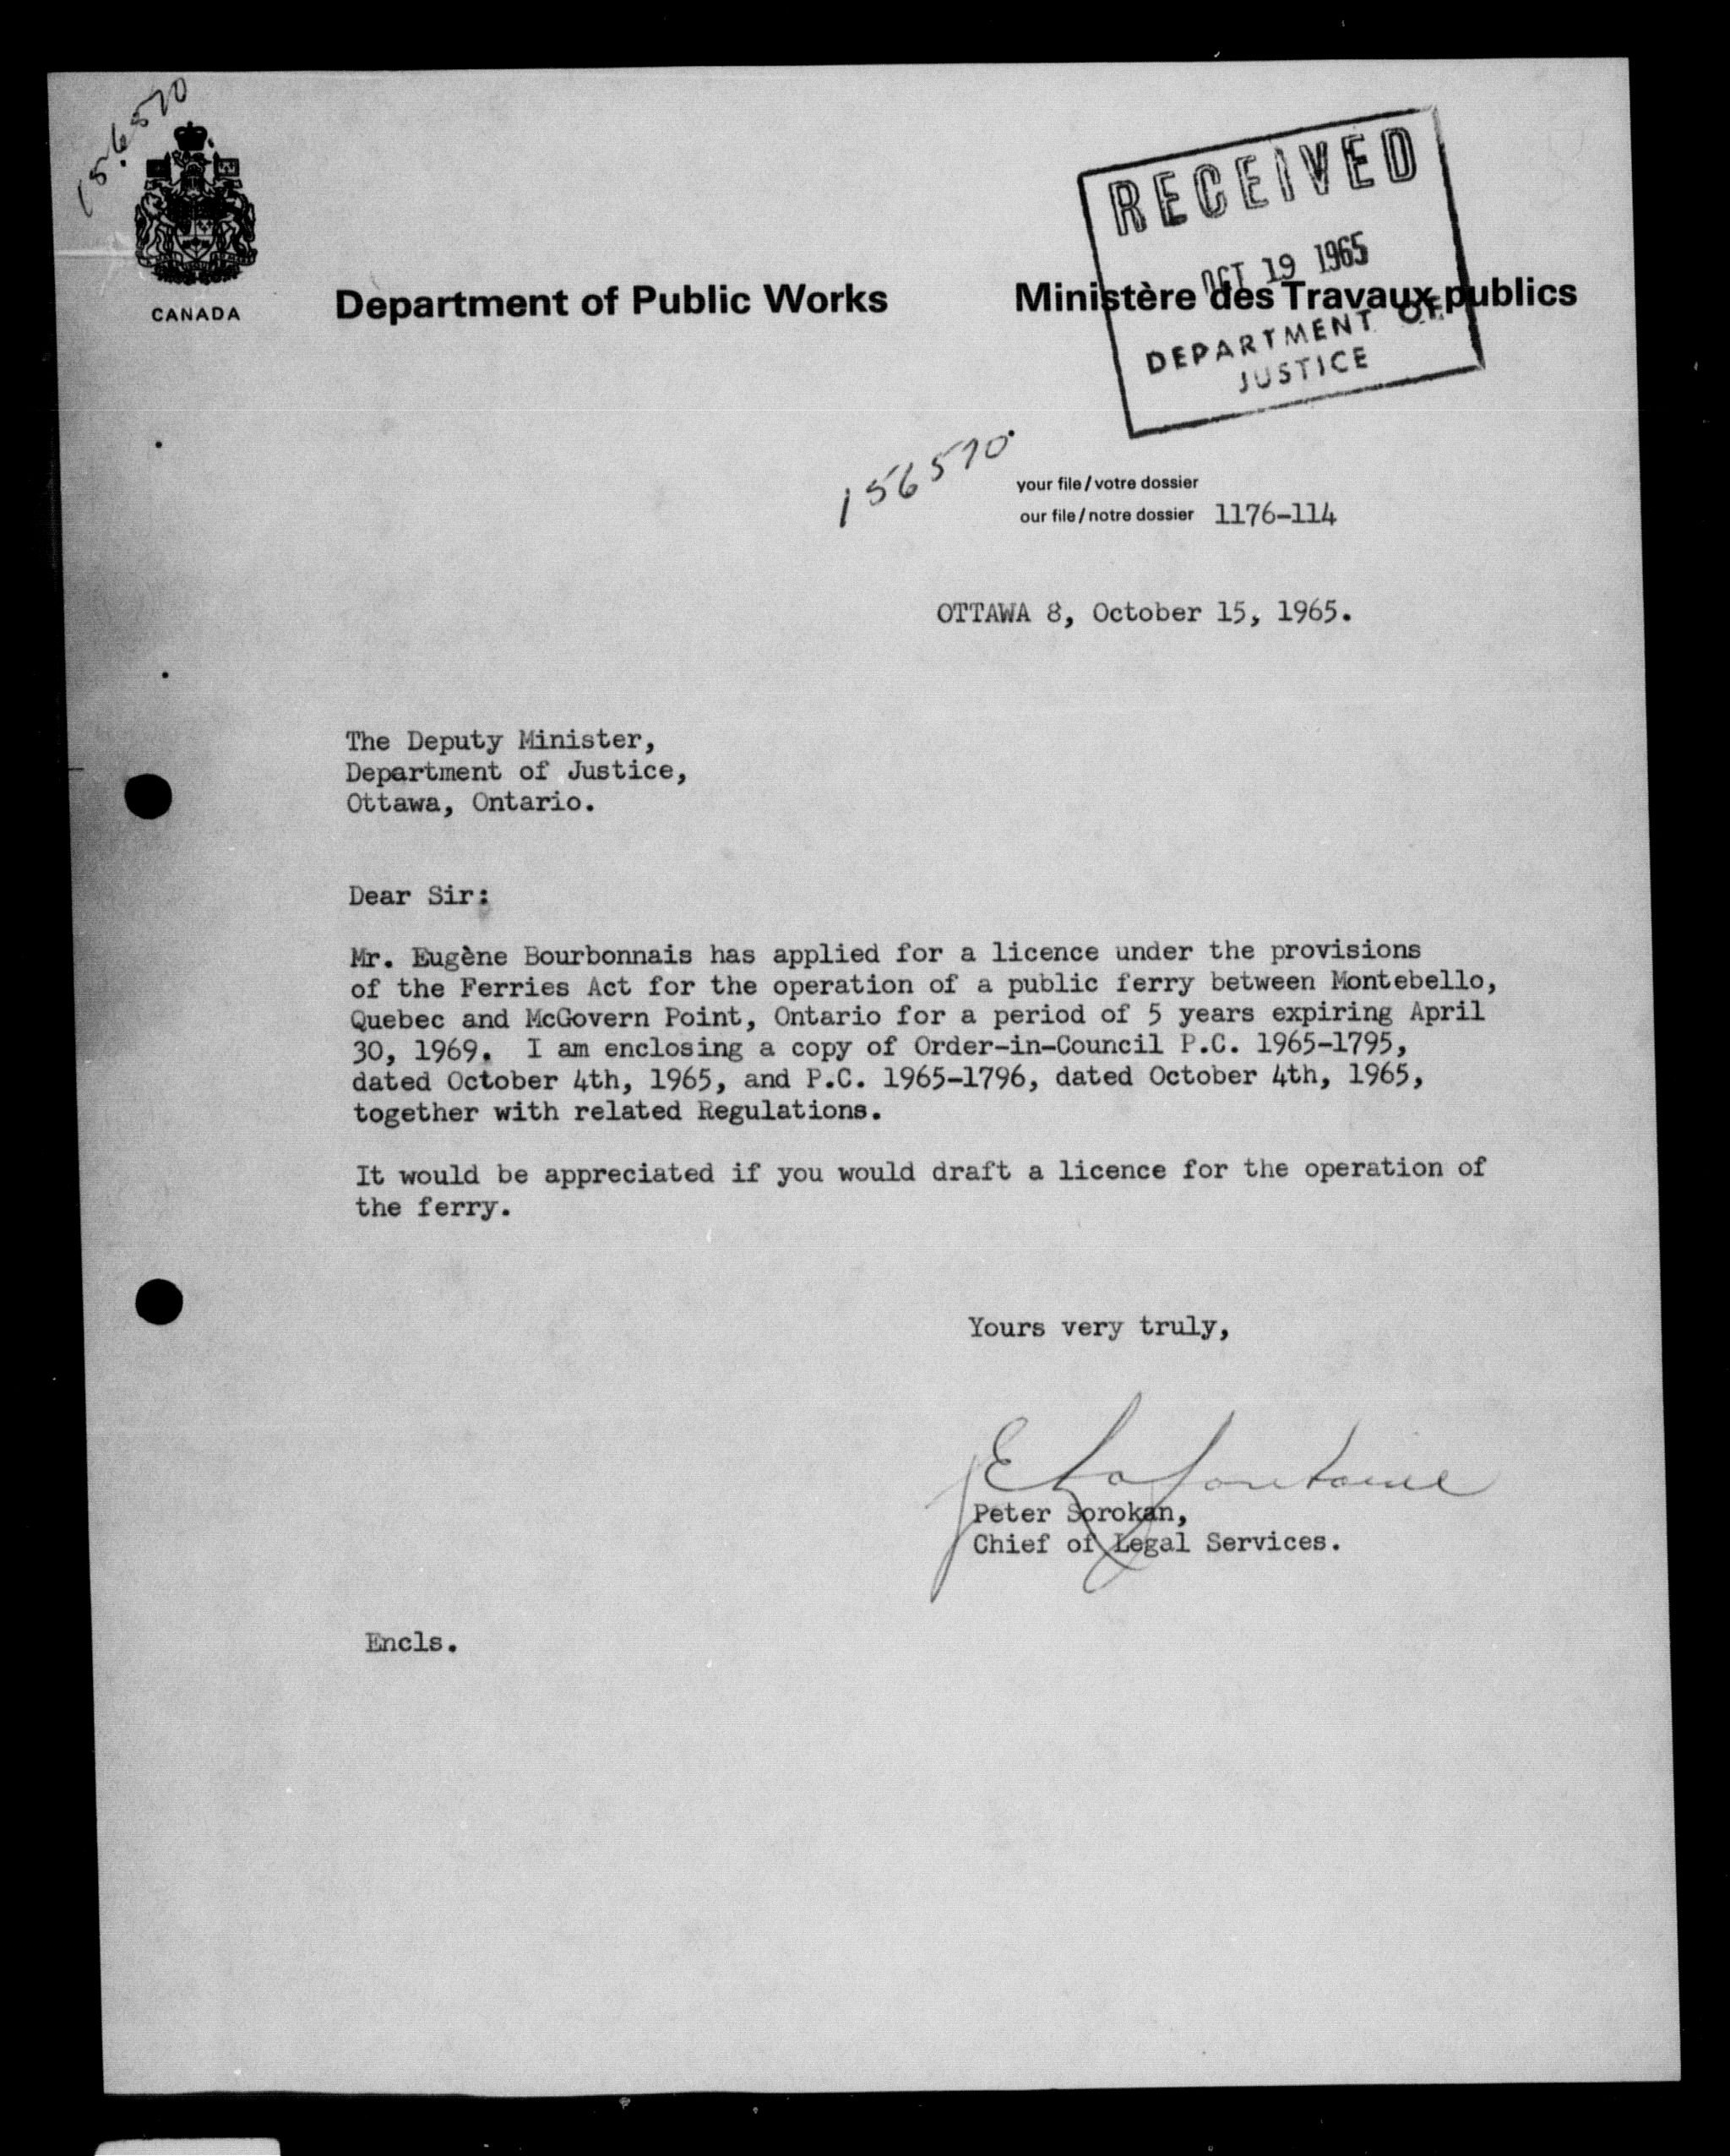 156570
CANADA
Department of Public Works
Ministère des Travaux publics
RECEIVED
OCT 19 1965
DEPARTMENT OF
JUSTICE
156570
your file/votre dossier
our file/notre dossier 1176-114
OTTAWA 8, October 15, 1965.
The Deputy Minister,
Department of Justice,
Ottawa, Ontario.
Dear Sir:
Mr. Eugène Bourbonnais has applied for a licence under the provisions
of the Ferries Act for the operation of a public ferry between Montebello,
Quebec and McGovern Point, Ontario for a period of 5 years expiring April
30, 1969. I am enclosing a copy of Order-in-Council P.C. 1965-1795,
dated October 4th, 1965, and P.C. 1965-1796, dated October 4th, 1965,
together with related Regulations.
It would be appreciated if you would draft a licence for the operation of
the ferry.
Yours very truly,
JE Lafontaine
Peter Sorokan,
Chief of Legal Services.
Encls.